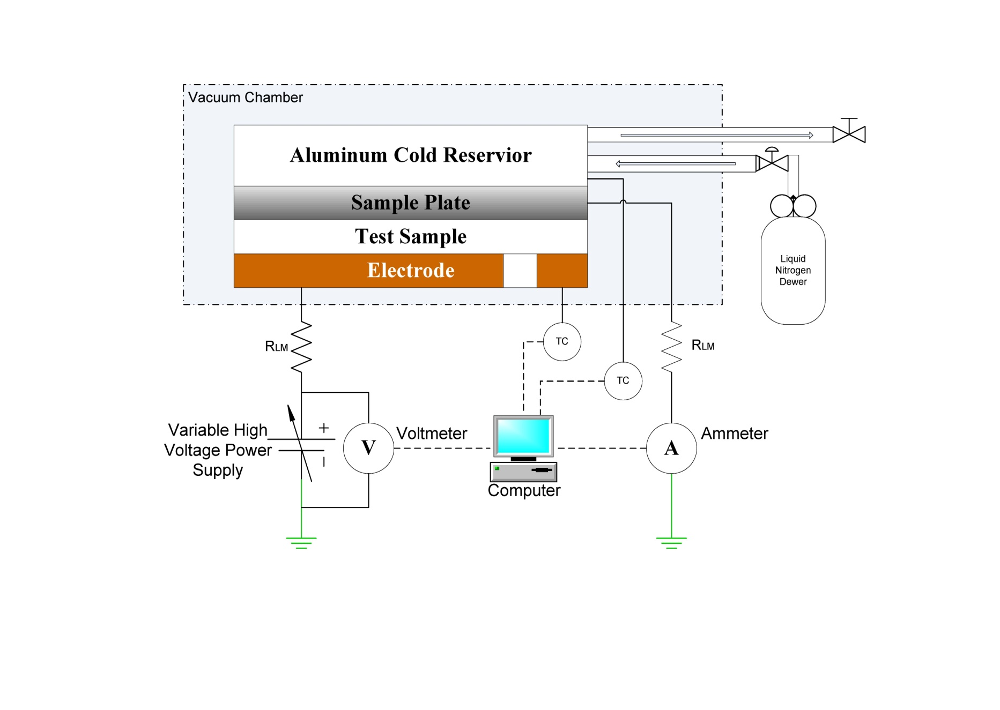 Vacuum Chamber
Aluminum Cold Reservior
Sample Plate
Test Sample
Electrode
Liquid
Nitrogen
Dewer
RLM
TC
RLM
TC
Variable High
Voltage Power
Supply
+
−
V
Voltmeter
Computer
A
Ammeter